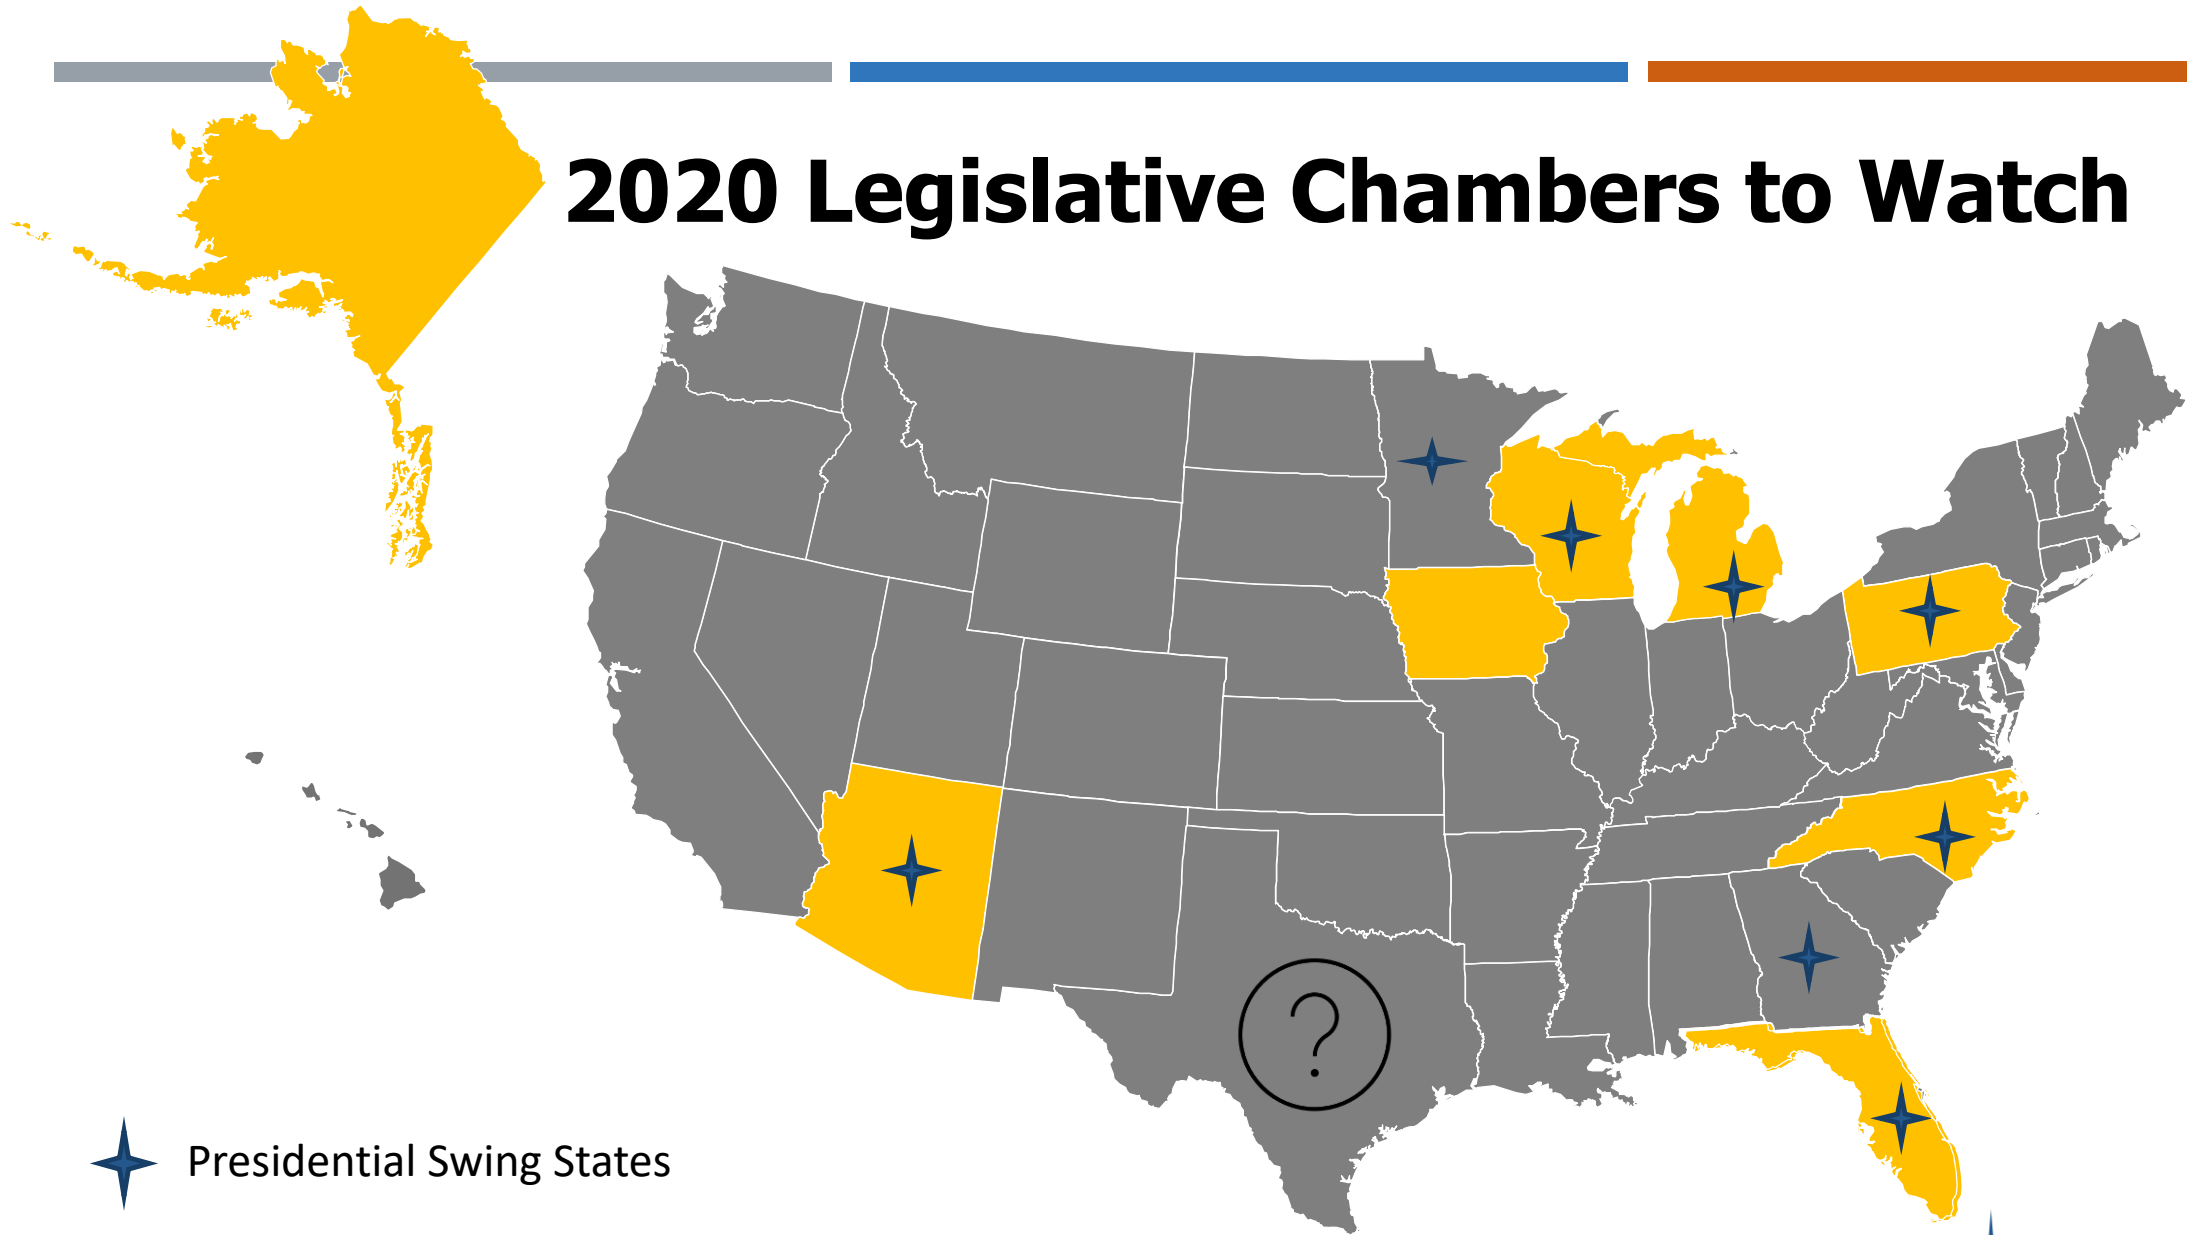 2020 Legislative Chambers to Watch
?
Presidential Swing States